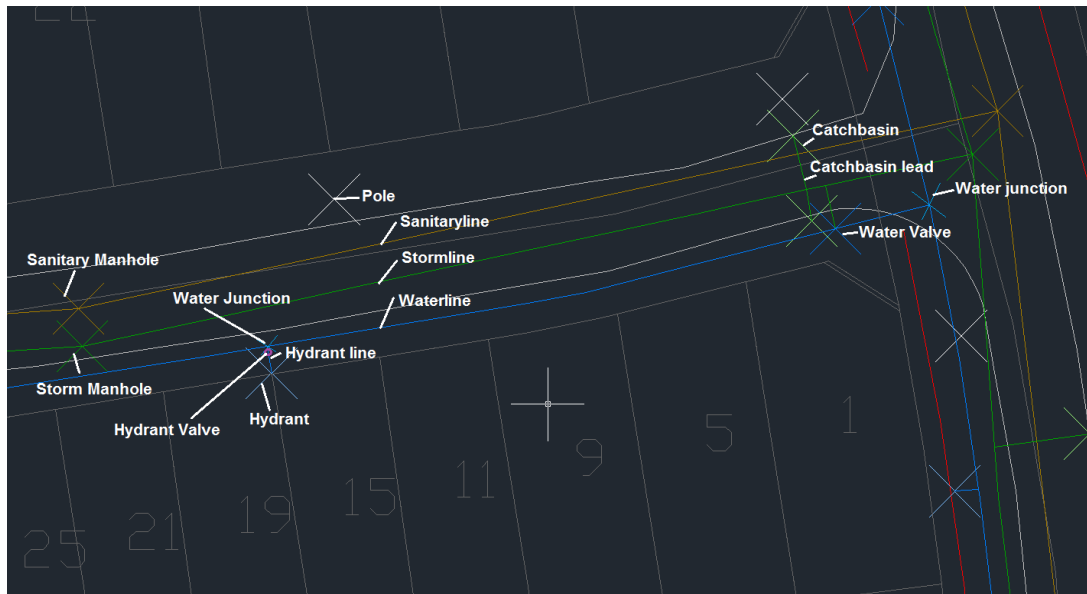 Catchbasin
Catchbasin lead
Pole
Water junction
Sanitaryline
Water Valve
Stormline
Sanitary Manhole
Water Junction
Waterline
Hydrant line
Storm Manhole
Hydrant
Hydrant Valve
1
5
9
11
15
19
21
25